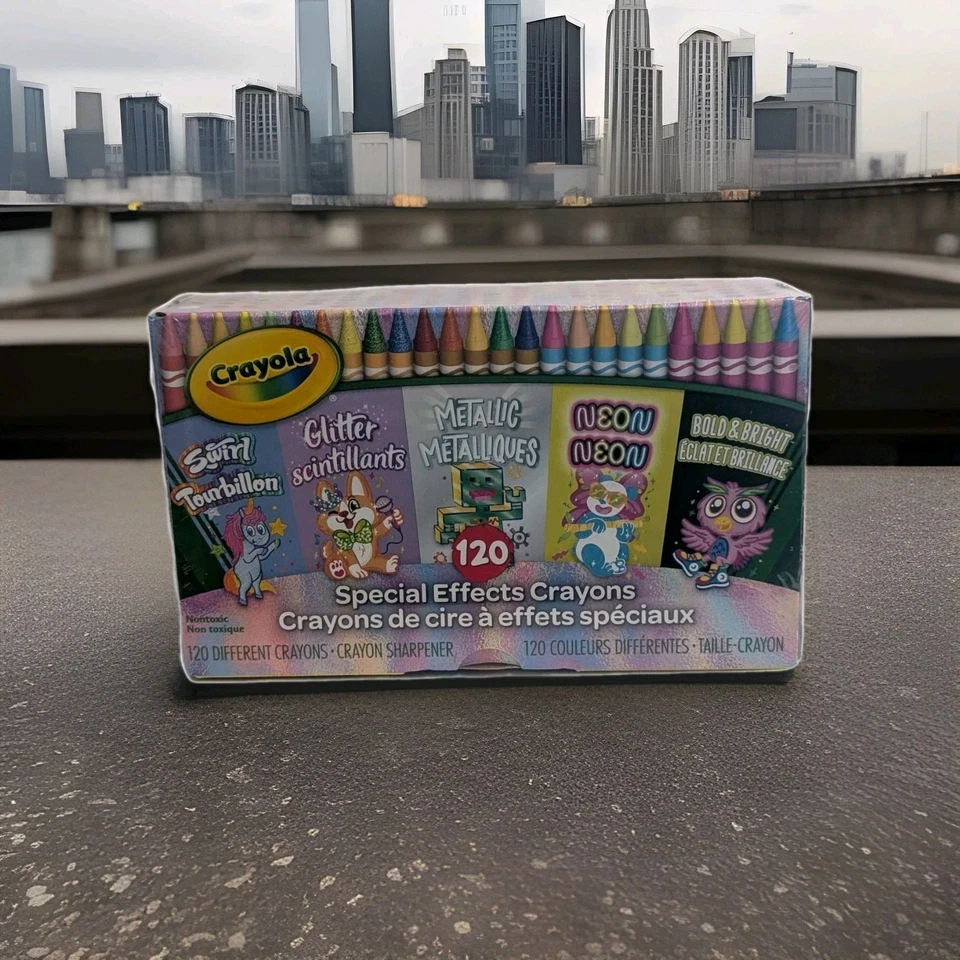 Crayola
®
Swirl
Tourbillon
Glitter
scintillants
METALLIC
METALLIQUES
NEON
NEON
BOLD & BRIGHT
ÉCLAT ET BRILLANCE
120
Special Effects Crayons
Crayons de cire à effets spéciaux
Nontoxic
Non toxique
120 DIFFERENT CRAYONS • CRAYON SHARPENER
120 COULEURS DIFFÉRENTES • TAILLE-CRAYON